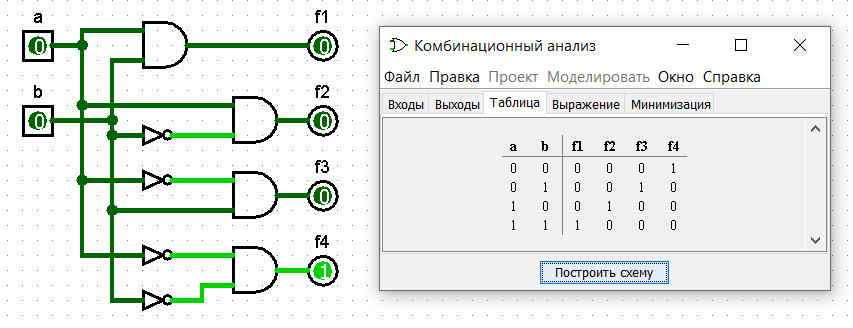 a
f1
0
0
b
f2
0
0
f3
0
f4
1
Комбинационный анализ
Файл Правка Проект Моделировать Окно Справка
Входы Выходы Таблица Выражение Минимизация
a b f1 f2 f3 f4
0 0 0 0 0 1
0 1 0 0 1 0
1 0 0 1 0 0
1 1 1 0 0 0
Построить схему